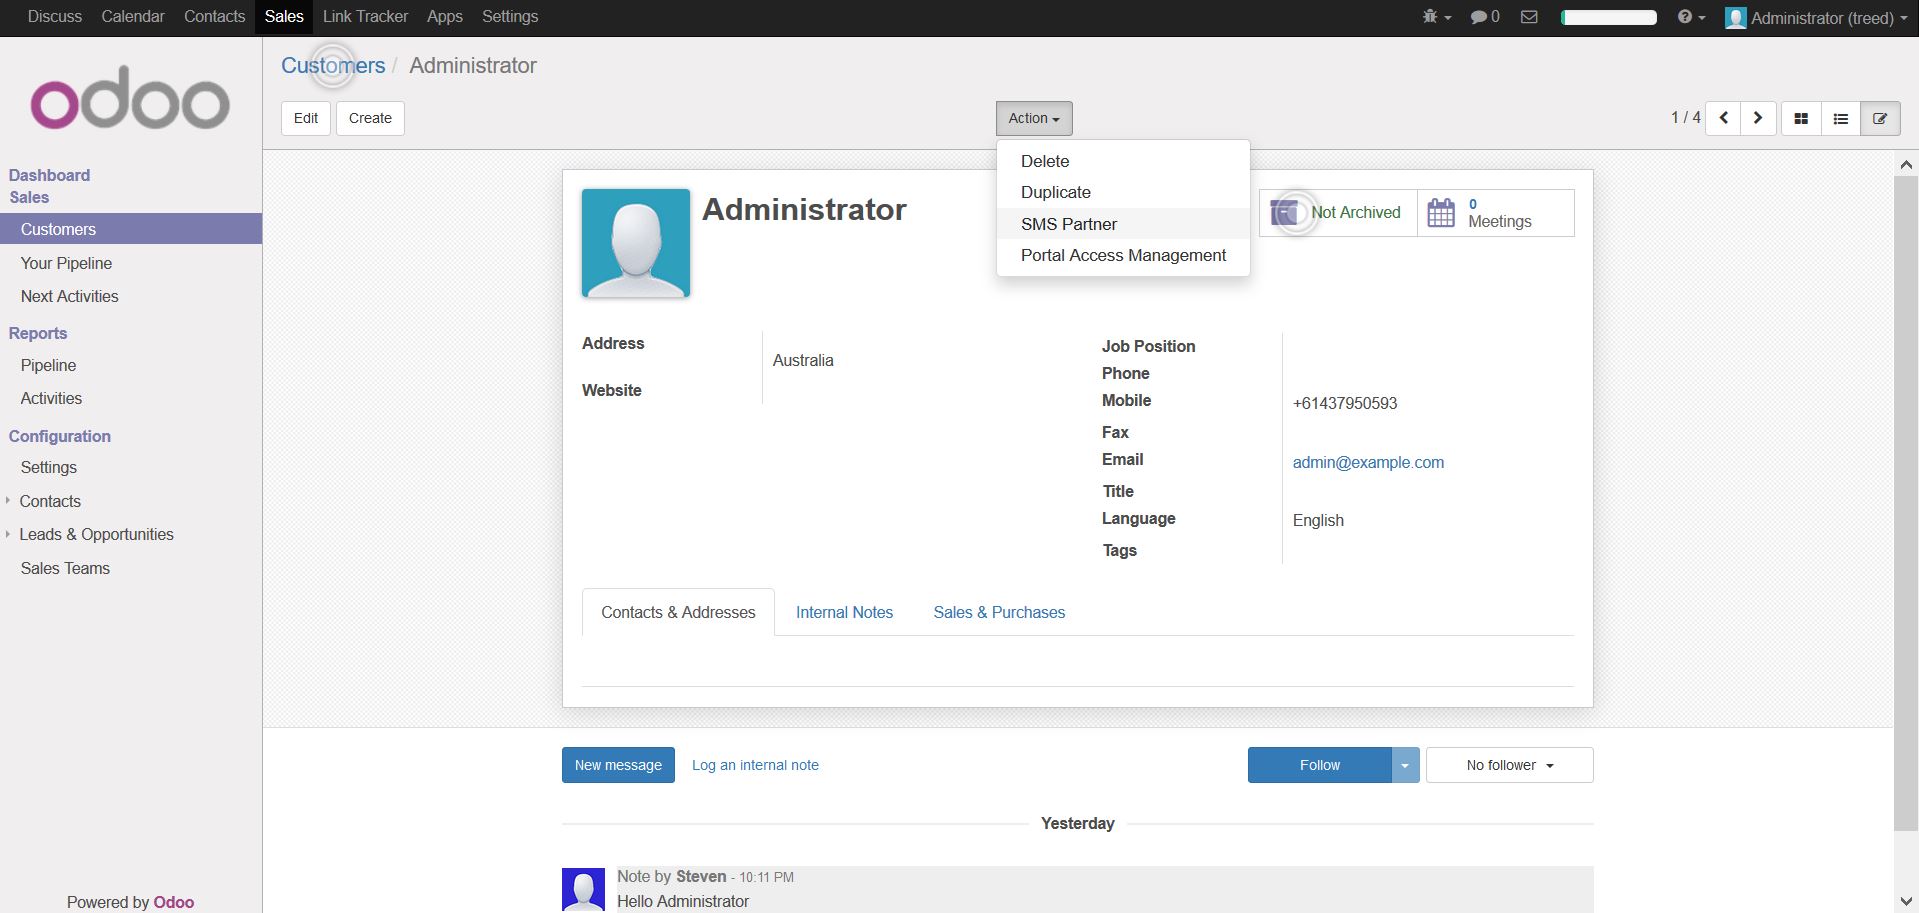 Discuss Calendar Contacts Sales Link Tracker Apps Settings 0 Administrator (treed)
odoo
Customers / Administrator
Edit Create Action 1 / 4
Delete
Duplicate
SMS Partner
Portal Access Management
Dashboard
Sales
Customers
Your Pipeline
Next Activities
Reports
Pipeline
Activities
Configuration
Settings
Contacts
Leads & Opportunities
Sales Teams
Powered by Odoo
Administrator
Not Archived
0
Meetings
Address
Australia
Website
Job Position
Phone
Mobile +61437950593
Fax
Email admin@example.com
Title
Language English
Tags
Contacts & Addresses Internal Notes Sales & Purchases
New message Log an internal note Follow No follower
Yesterday
Note by Steven - 10:11 PM
Hello Administrator